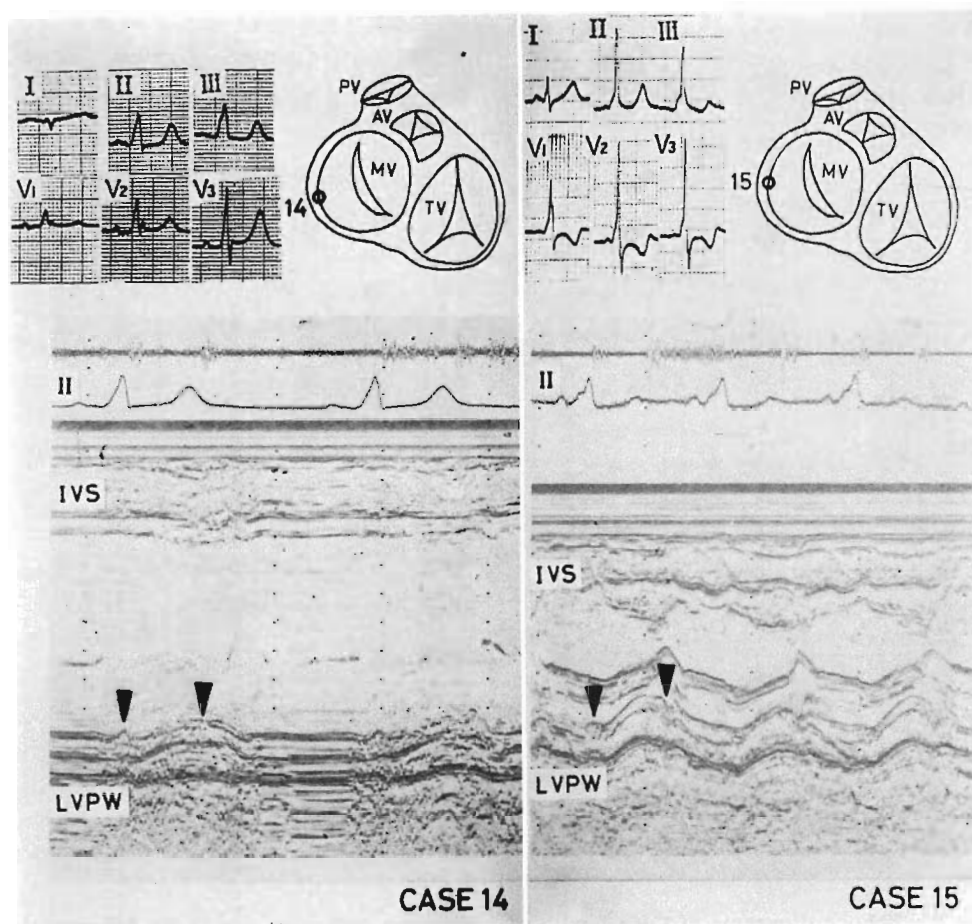 I II III
V1 V2 V3
PV
AV
MV
TV
14
II
IVS
LVPW
CASE 14
I II III
V1 V2 V3
PV
AV
MV
TV
15
II
IVS
LVPW
CASE 15